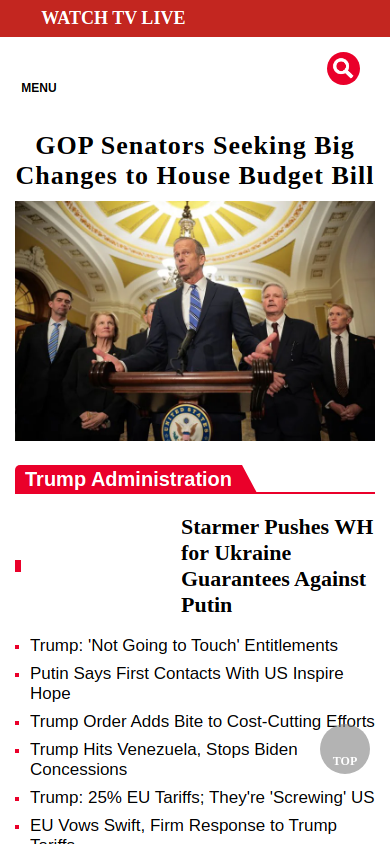 WATCH TV LIVE
MENU
GOP Senators Seeking Big
Changes to House Budget Bill
UNITED STATES
Trump Administration
Starmer Pushes WH
for Ukraine
Guarantees Against
Putin
Trump: 'Not Going to Touch' Entitlements
Putin Says First Contacts With US Inspire
Hope
Trump Order Adds Bite to Cost-Cutting Efforts
Trump Hits Venezuela, Stops Biden
Concessions
TOP
Trump: 25% EU Tariffs; They're 'Screwing' US
EU Vows Swift, Firm Response to Trump
Tariffs